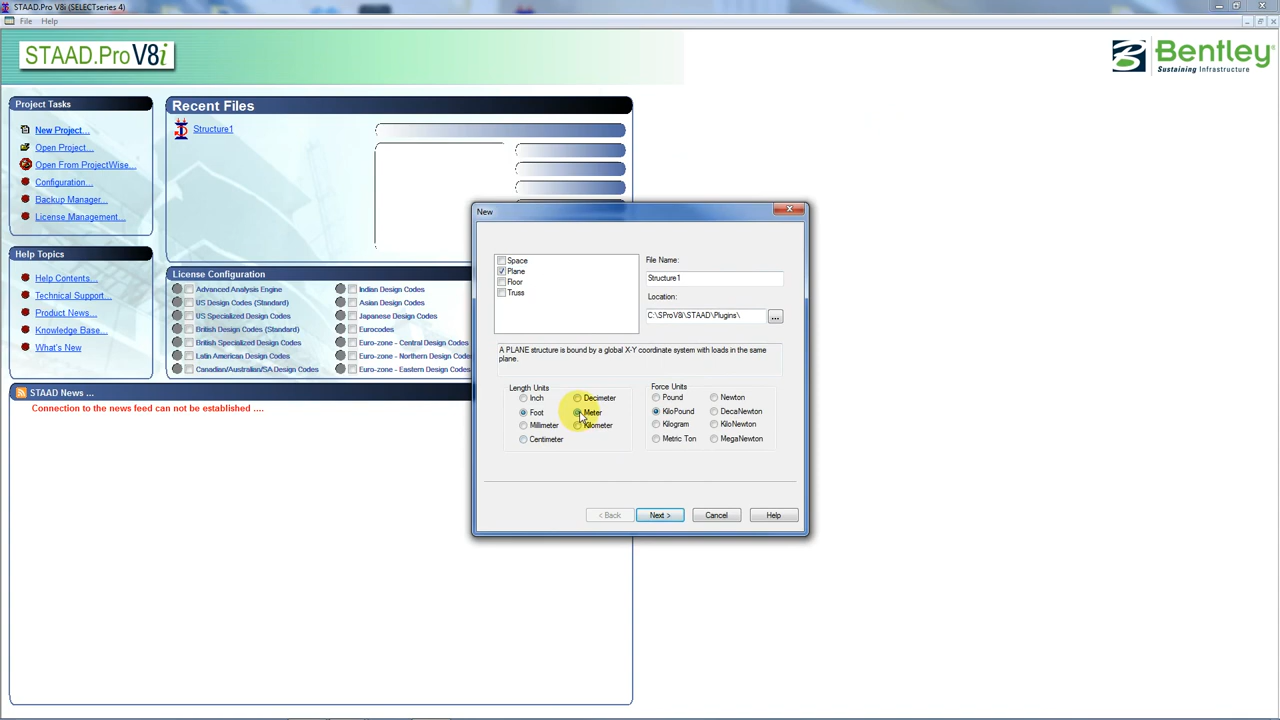 STAAD.Pro V8i (SELECTseries 4)
File Help
STAAD.Pro V8i
Bentley
Sustaining Infrastructure
Project Tasks
New Project...
Open Project...
Open From ProjectWise...
Configuration...
Backup Manager...
License Management...
Help Topics
Help Contents...
Technical Support...
Product News...
Knowledge Base...
What's New
Recent Files
Structure1
License Configuration
Advanced Analysis Engine
US Design Codes (Standard)
US Specialized Design Codes
British Design Codes (Standard)
British Specialized Design Codes
Latin American Design Codes
Canadian/Australian/SA Design Codes
Indian Design Codes
Asian Design Codes
Japanese Design Codes
Eurocodes
Euro-zone - Central Design Codes
Euro-zone - Northern Design Codes
Euro-zone - Eastern Design Codes
STAAD News ...
Connection to the news feed can not be established ....
New
Space
Plane
Floor
Truss
File Name:
Structure1
Location:
C:\SProV8i\STAAD\Plugins\
...
A PLANE structure is bound by a global X-Y coordinate system with loads in the same
plane.
Length Units
Inch
Foot
Millimeter
Centimeter
Decimeter
Meter
Kilometer
Force Units
Pound
KiloPound
Kilogram
Metric Ton
Newton
DecaNewton
KiloNewton
MegaNewton
< Back
Next >
Cancel
Help